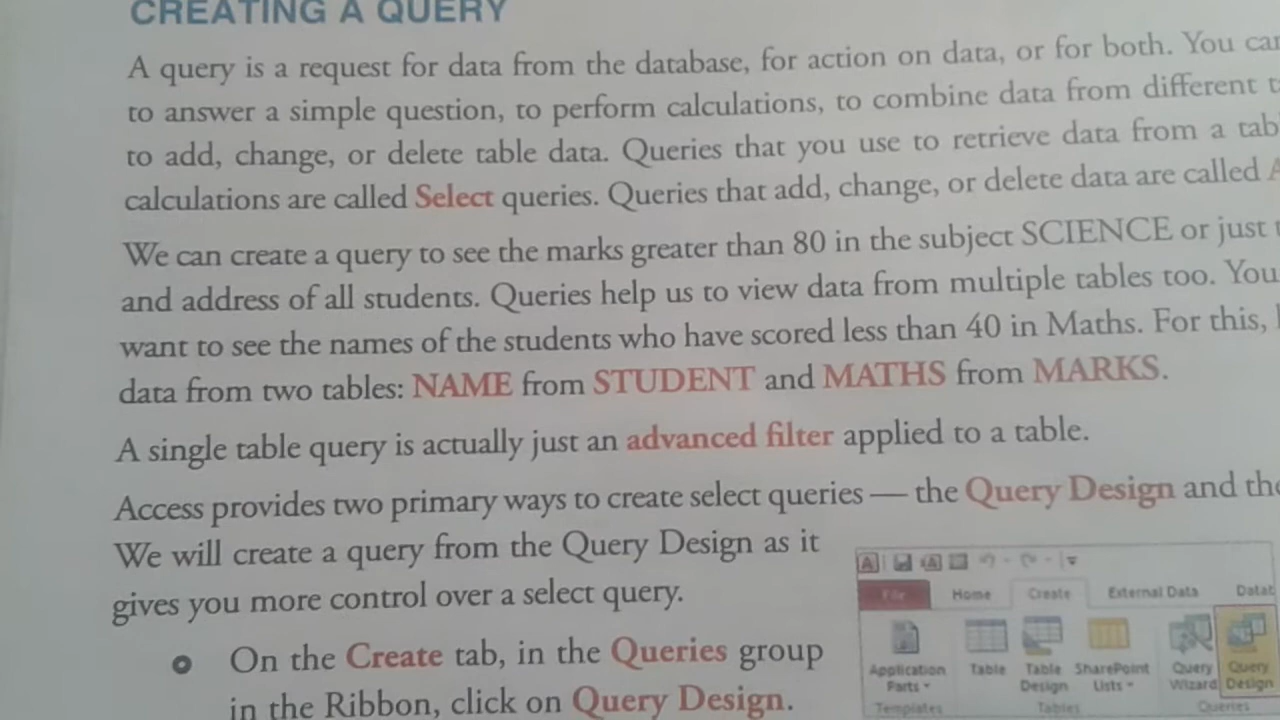 CREATING A QUERY
A query is a request for data from the database, for action on data, or for both. You can
to answer a simple question, to perform calculations, to combine data from different
to add, change, or delete table data. Queries that you use to retrieve data from a
calculations are called Select queries. Queries that add, change, or delete data are called
We can create a query to see the marks greater than 80 in the subject SCIENCE or just
and address of all students. Queries help us to view data from multiple tables too. You
want to see the names of the students who have scored less than 40 in Maths. For this,
data from two tables: NAME from STUDENT and MATHS from MARKS.
A single table query is actually just an advanced filter applied to a table.
Access provides two primary ways to create select queries — the Query Design and the
We will create a query from the Query Design as it
gives you more control over a select query.
On the Create tab, in the Queries group
in the Ribbon, click on Query Design.
File Home Create External Data
Application Parts Table Table Design SharePoint Lists Query Wizard Query Design
Templates Tables Queries